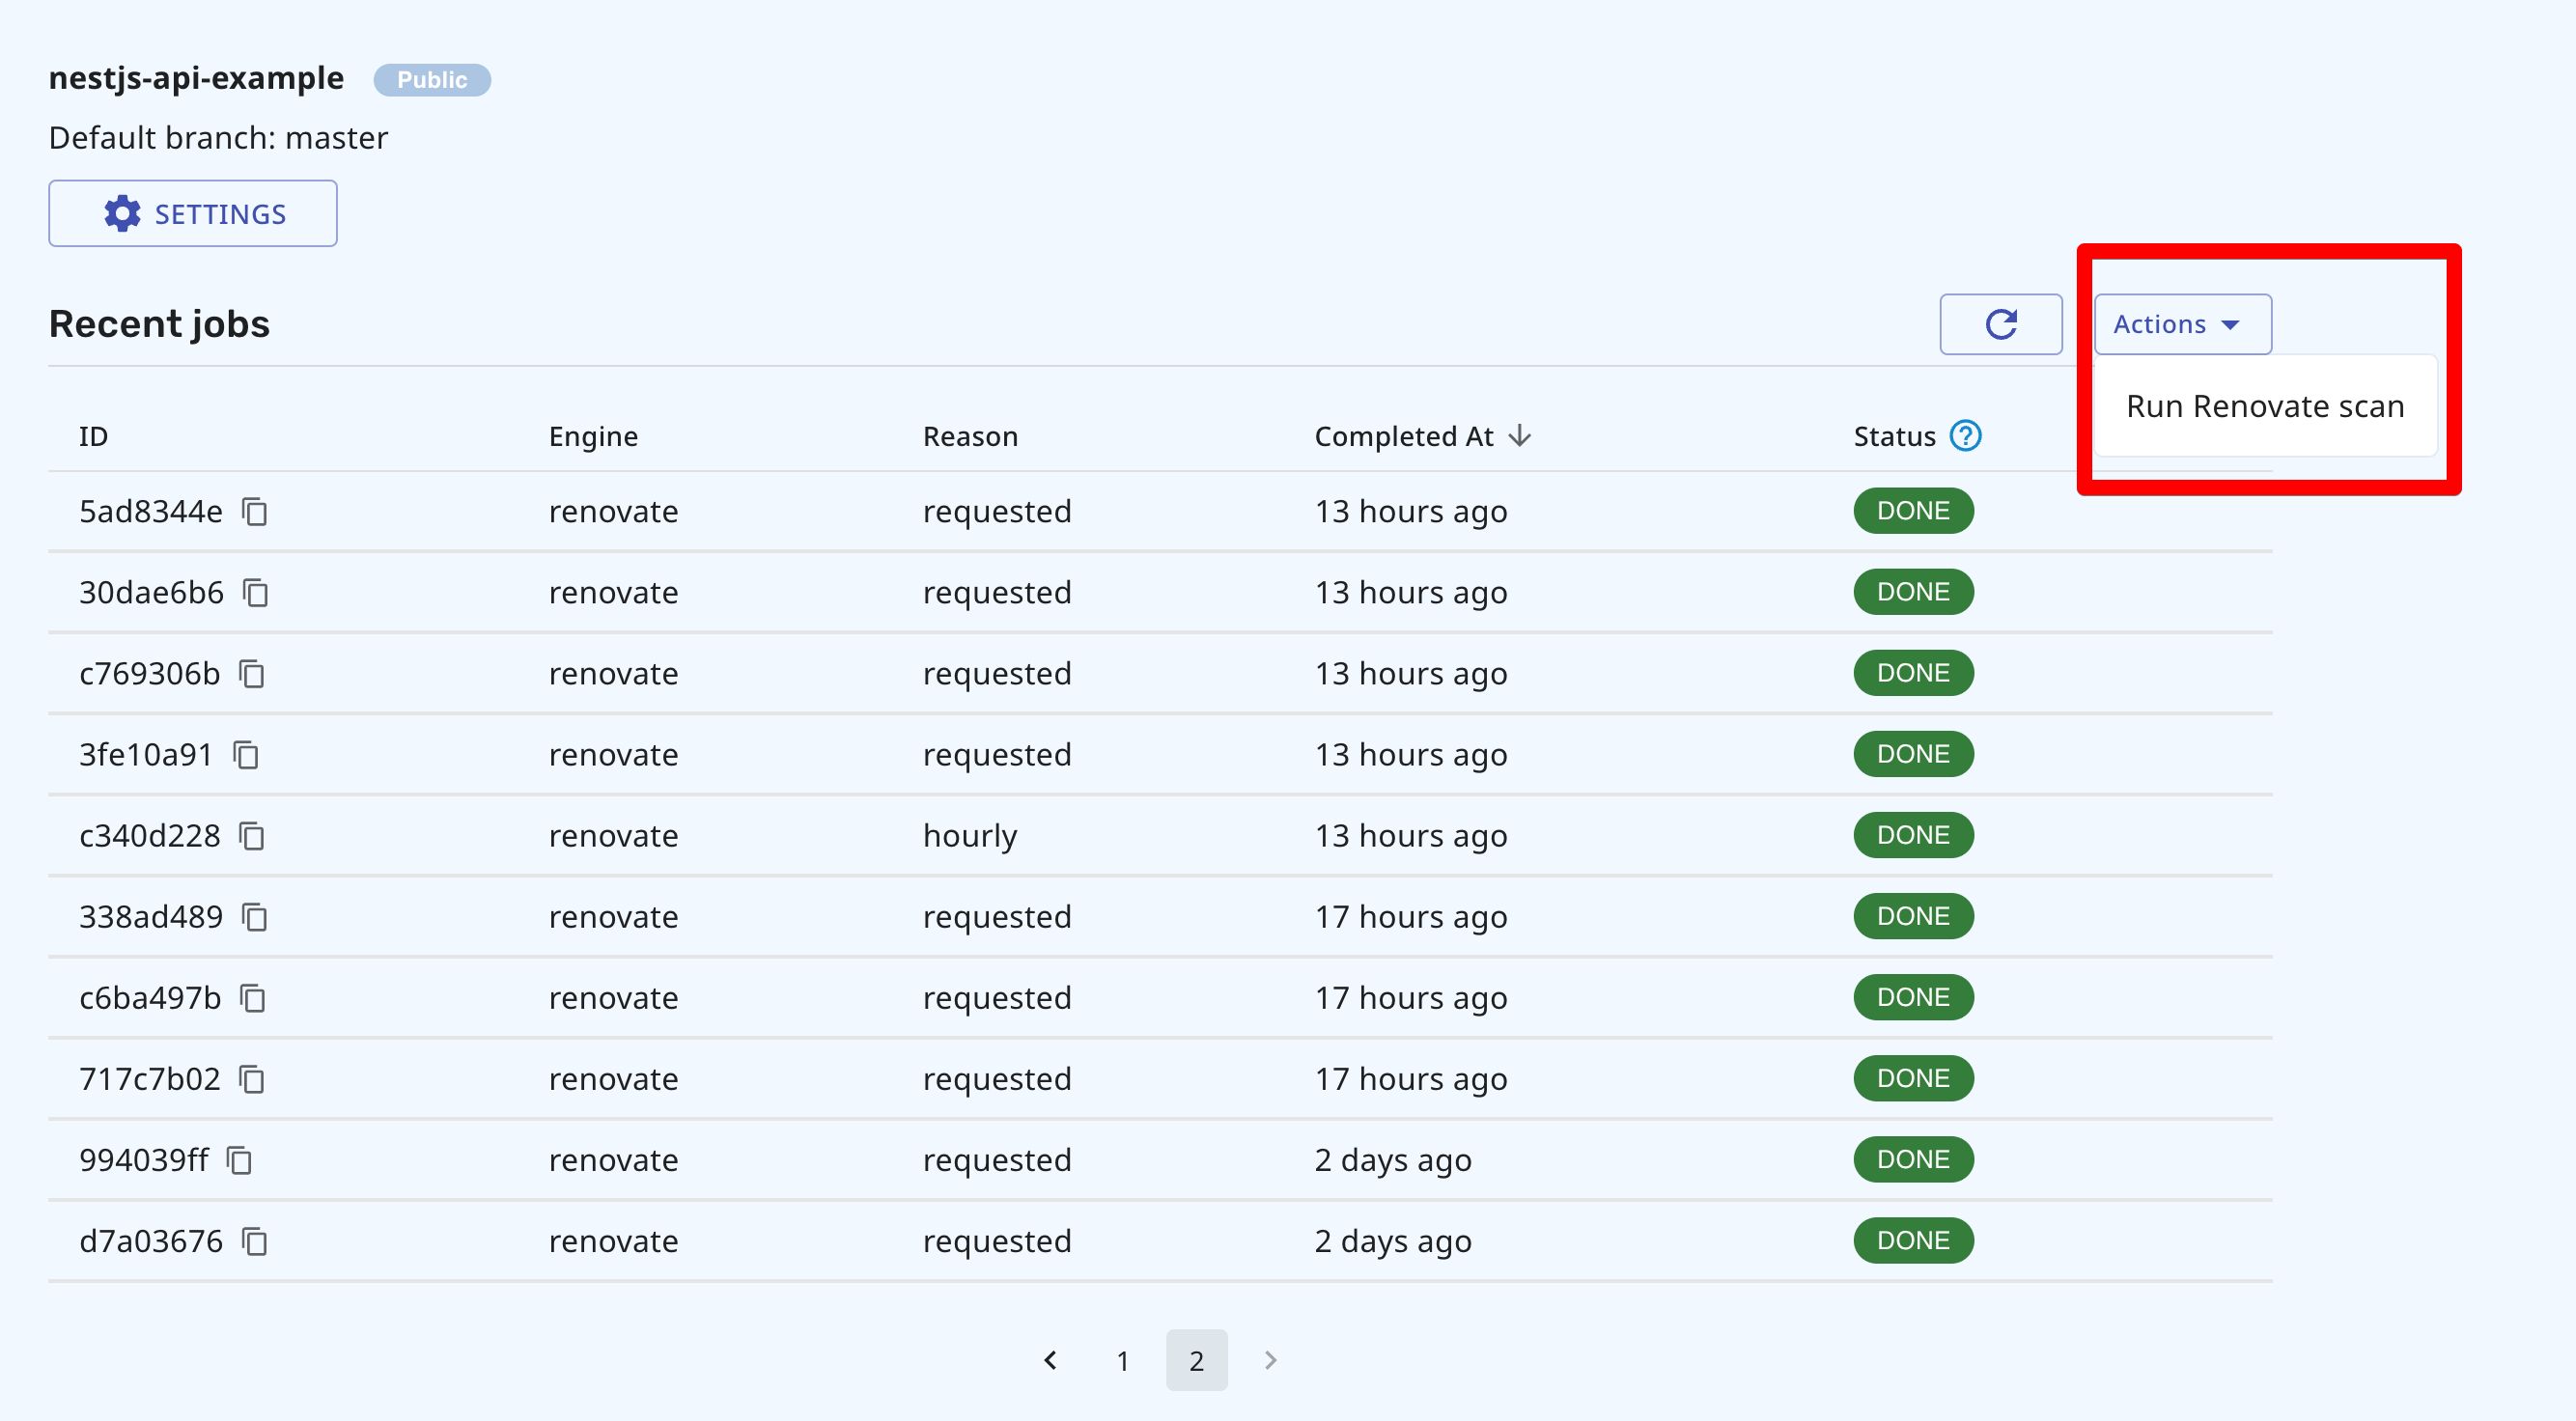 nestjs-api-example Public
Default branch: master
SETTINGS
Recent jobs Actions
Run Renovate scan
ID Engine Reason Completed At Status
5ad8344e renovate requested 13 hours ago DONE
30dae6b6 renovate requested 13 hours ago DONE
c769306b renovate requested 13 hours ago DONE
3fe10a91 renovate requested 13 hours ago DONE
c340d228 renovate hourly 13 hours ago DONE
338ad489 renovate requested 17 hours ago DONE
c6ba497b renovate requested 17 hours ago DONE
717c7b02 renovate requested 17 hours ago DONE
994039ff renovate requested 2 days ago DONE
d7a03676 renovate requested 2 days ago DONE
1 2